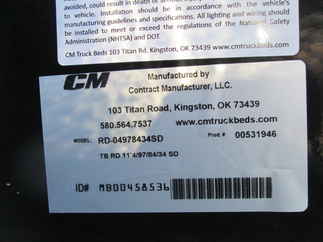 avoided, could result in death or
to vehicle. Installation should be in accordance with the vehicle's
manufacturing guidelines and specifications. All lighting and wiring should
be installed to meet or exceed the regulations of the National Safety
Administration (NHTSA) and DOT.
CM Truck Beds 103 Titan Rd. Kingston, OK 73439 www.cmtruckbeds.com
CM
Manufactured by
Contract Manufacturer, LLC.
103 Titan Road, Kingston, OK 73439
580.564.7537 www.cmtruckbeds.com
MODEL: RD-04978434SD Prod # 00531946
TB RD 11'4/97/84/34 SD
ID# MB00458536